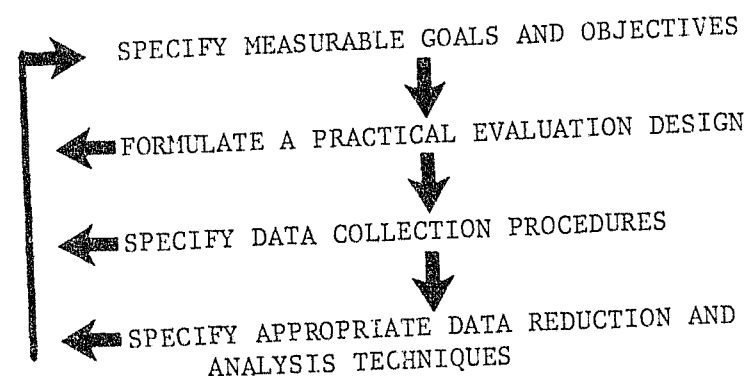 SPECIFY MEASURABLE GOALS AND OBJECTIVES
FORMULATE A PRACTICAL EVALUATION DESIGN
SPECIFY DATA COLLECTION PROCEDURES
SPECIFY APPROPRIATE DATA REDUCTION AND
ANALYSIS TECHNIQUES